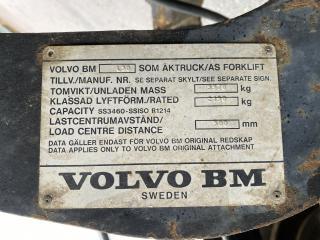 VOLVO BM SOM ÅKTRUCK/AS FORKLIFT
TILLV./MANUF. NR. SE SEPARAT SKYLT/SEE SEPARATE SIGN.
TOMVIKT/UNLADEN MASS kg
KLASSAD LYFTFÖRM./RATED kg
CAPACITY SS3460-SSISO 81214
LASTCENTRUMAVSTÅND/
LOAD CENTRE DISTANCE mm
DATA GÄLLER ENDAST FÖR VOLVO BM ORIGINAL REDSKAP
DATA APPLIES ONLY TO VOLVO BM ORIGINAL ATTACHMENT
VOLVO BM
SWEDEN